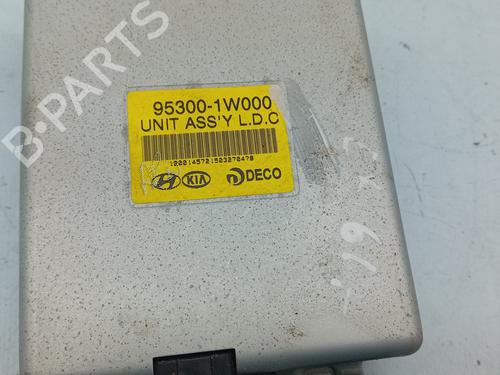 95300-1W000
UNIT ASS'Y L.D.C
KIA
DECO
B-PARTS